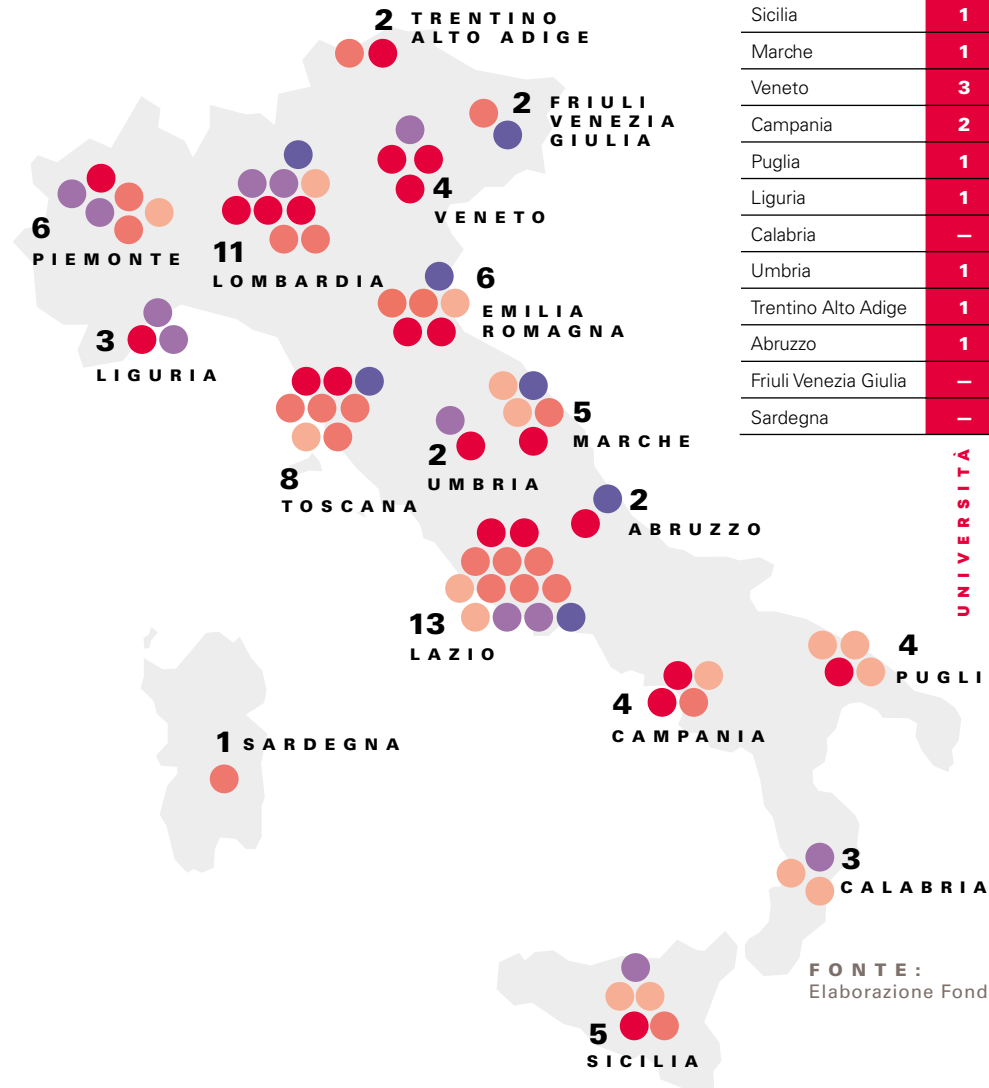 2 TRENTINO
ALTO ADIGE
2 FRIULI
VENEZIA
GIULIA
4
VENETO
6
PIEMONTE
11
LOMBARDIA
6
EMILIA
ROMAGNA
3
LIGURIA
5
MARCHE
2
UMBRIA
8
TOSCANA
2
ABRUZZO
13
LAZIO
4
PUGLI
4
CAMPANIA
1 SARDEGNA
3
CALABRIA
5
SICILIA
Sicilia 1
Marche 1
Veneto 3
Campania 2
Puglia 1
Liguria 1
Calabria –
Umbria 1
Trentino Alto Adige 1
Abruzzo 1
Friuli Venezia Giulia –
Sardegna –
UNIVERSITÀ
FONTE:
Elaborazione Fond